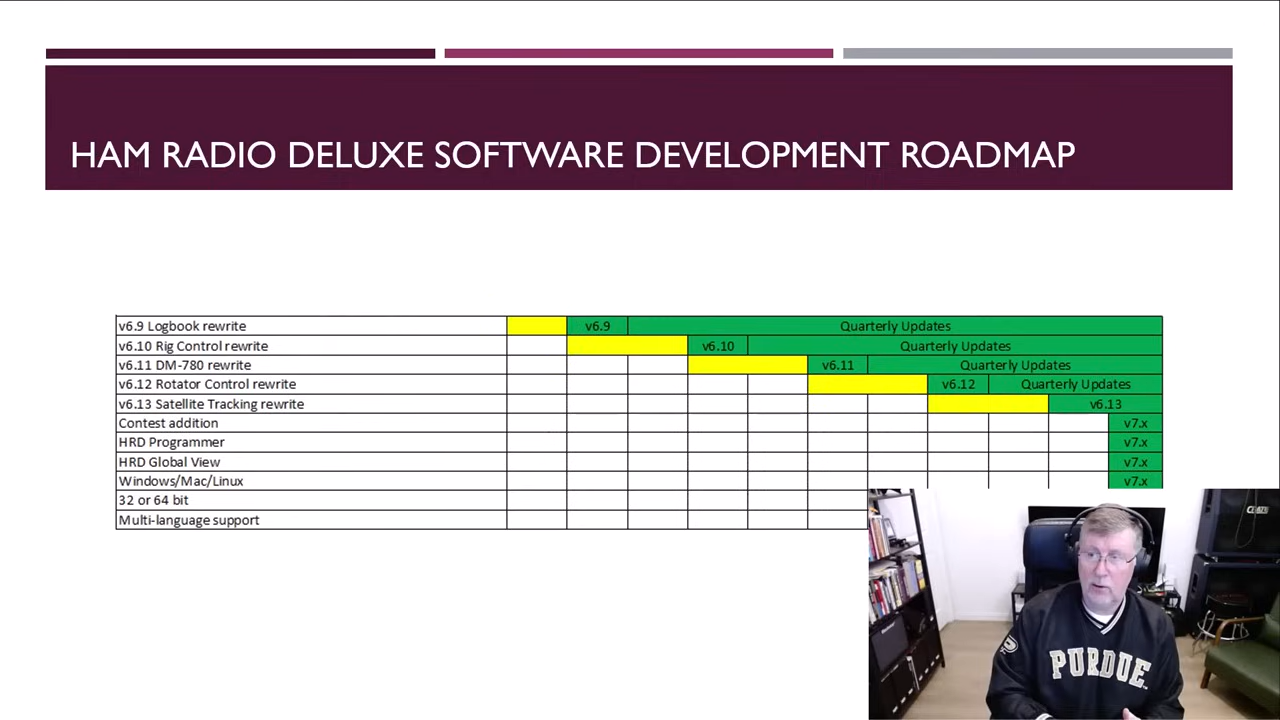 HAM RADIO DELUXE SOFTWARE DEVELOPMENT ROADMAP
v6.9 Logbook rewrite v6.9 Quarterly Updates
v6.10 Rig Control rewrite v6.10 Quarterly Updates
v6.11 DM-780 rewrite v6.11 Quarterly Updates
v6.12 Rotator Control rewrite v6.12 Quarterly Updates
v6.13 Satellite Tracking rewrite v6.13
Contest addition v7.x
HRD Programmer v7.x
HRD Global View v7.x
Windows/Mac/Linux v7.x
32 or 64 bit
Multi-language support
PURDUE